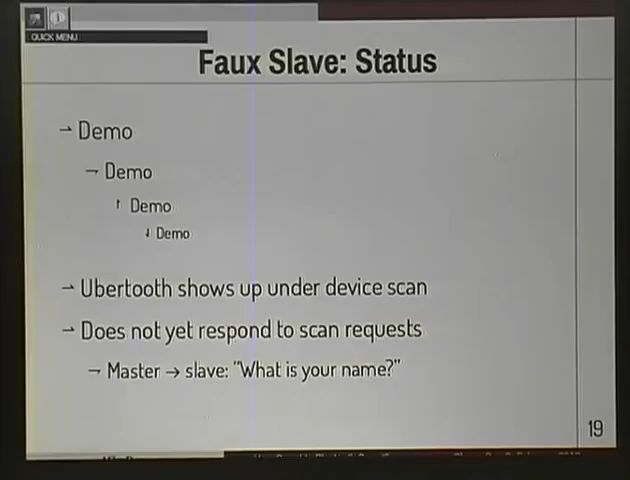 QUICK MENU
Faux Slave: Status
→ Demo
→ Demo
↑ Demo
↓ Demo
→ Ubertooth shows up under device scan
→ Does not yet respond to scan requests
→ Master → slave: "What is your name?"
19